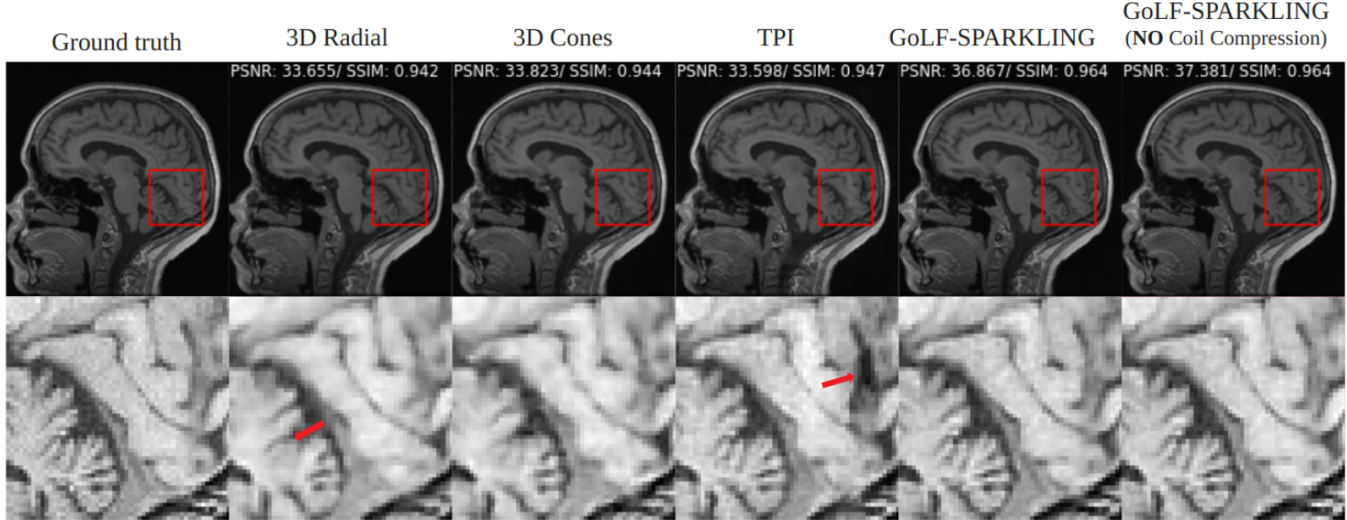 Ground truth
3D Radial
3D Cones
TPI
GoLF-SPARKLING
GoLF-SPARKLING
(NO Coil Compression)
PSNR: 33.655/ SSIM: 0.942
PSNR: 33.823/ SSIM: 0.944
PSNR: 33.598/ SSIM: 0.947
PSNR: 36.867/ SSIM: 0.964
PSNR: 37.381/ SSIM: 0.964